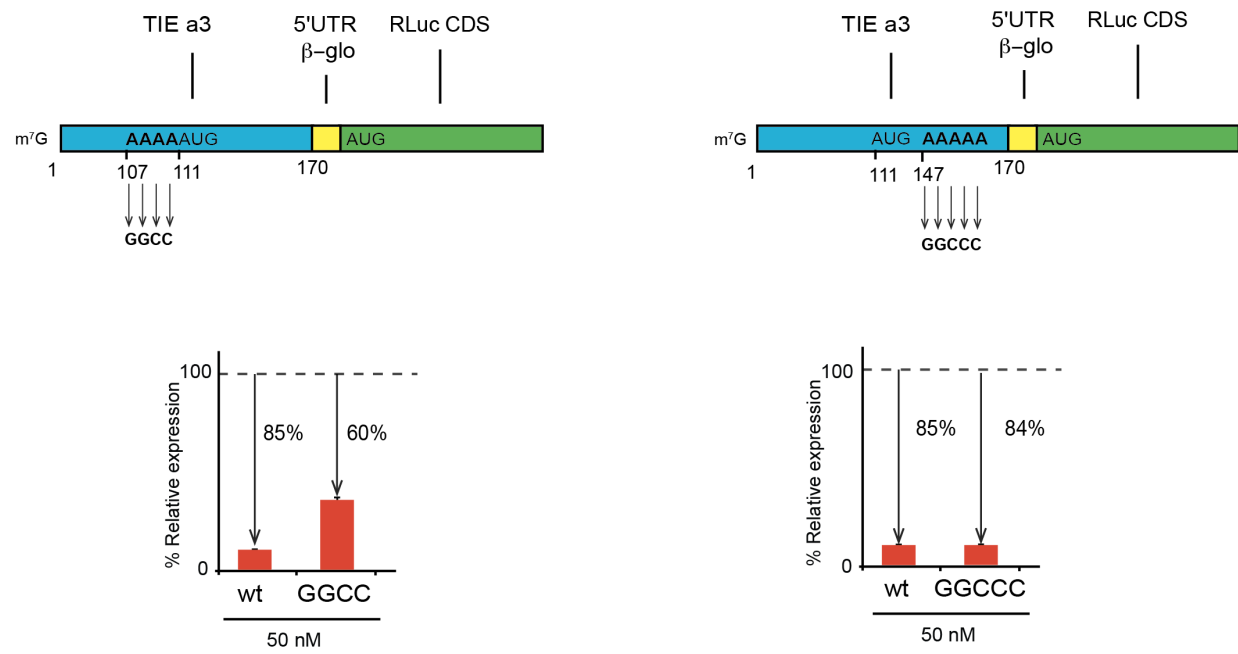 TIE a3
5'UTR
β−glo
RLuc CDS
m⁷G
AAAAAUG
AUG
1
107
111
170
GGCC
% Relative expression
100
0
85%
60%
wt
GGCC
50 nM
TIE a3
5'UTR
β−glo
RLuc CDS
m⁷G
AUG
AAAAA
AUG
1
111
147
170
GGCCC
% Relative expression
100
0
85%
84%
wt
GGCCC
50 nM